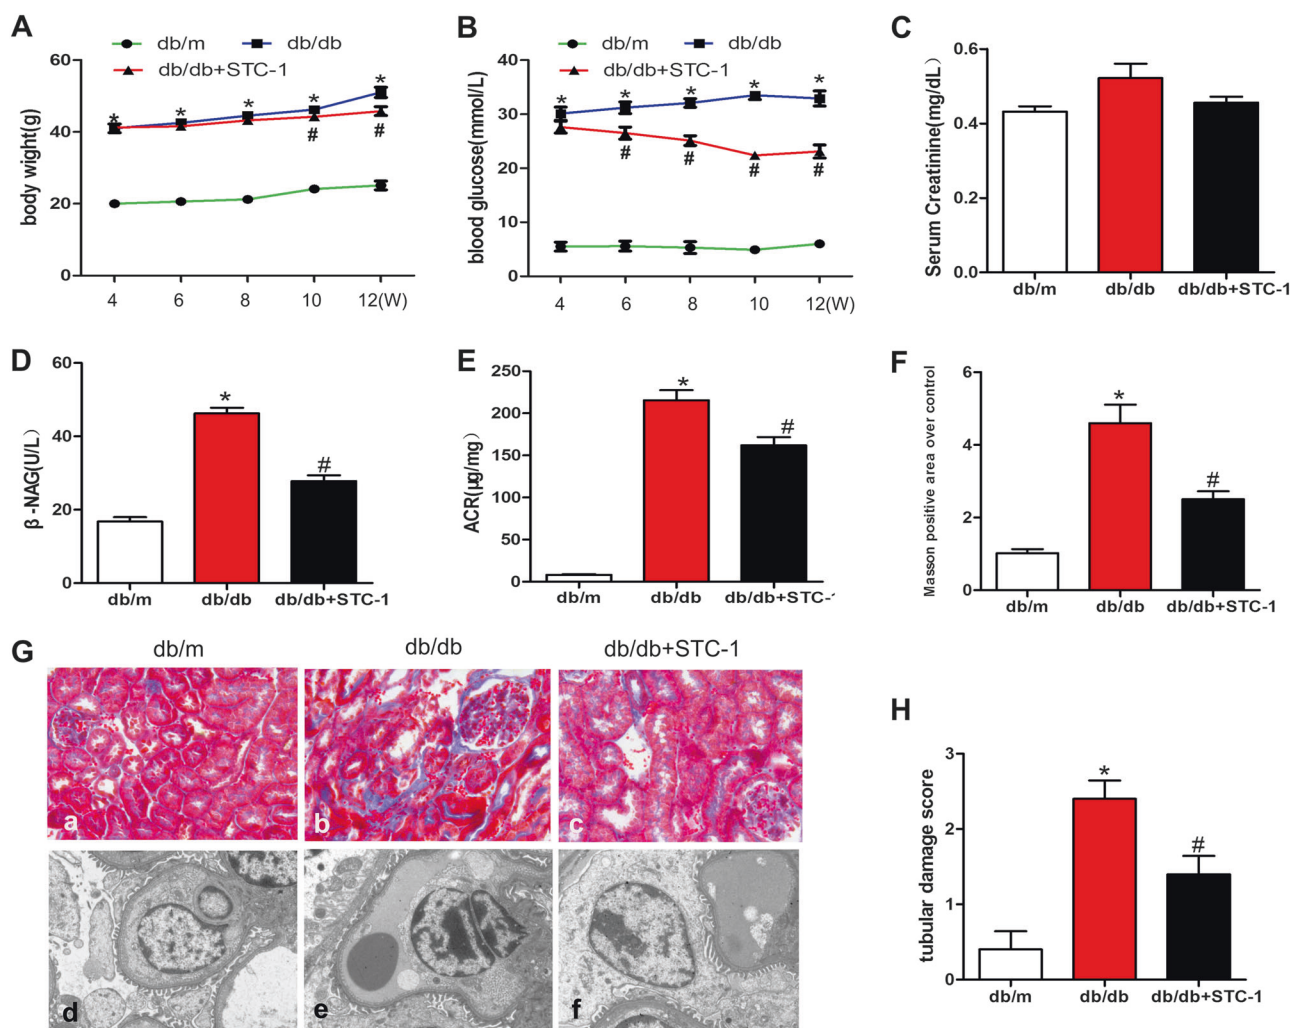 A
db/m
db/db
db/db+STC-1
body wight(g)
60
40
20
0
* * * * *
# #
4 6 8 10 12(W)
B
db/m
db/db
db/db+STC-1
blood glucose(mmol/L)
40
30
20
10
0
* * * * *
# # # #
4 6 8 10 12(W)
C
Serum Creatinine(mg/dL)
0.6
0.4
0.2
0.0
db/m db/db db/db+STC-1
D
β -NAG(U/L)
60
40
20
0
*
#
db/m db/db db/db+STC-1
E
ACR(μg/mg)
250
200
150
100
50
0
*
#
db/m db/db db/db+STC-
F
Masson positive area over control
6
4
2
0
*
#
db/m db/db db/db+STC-1
G
db/m db/db db/db+STC-1
a b c
d e f
H
tubular damage score
3
2
1
0
*
#
db/m db/db db/db+STC-1